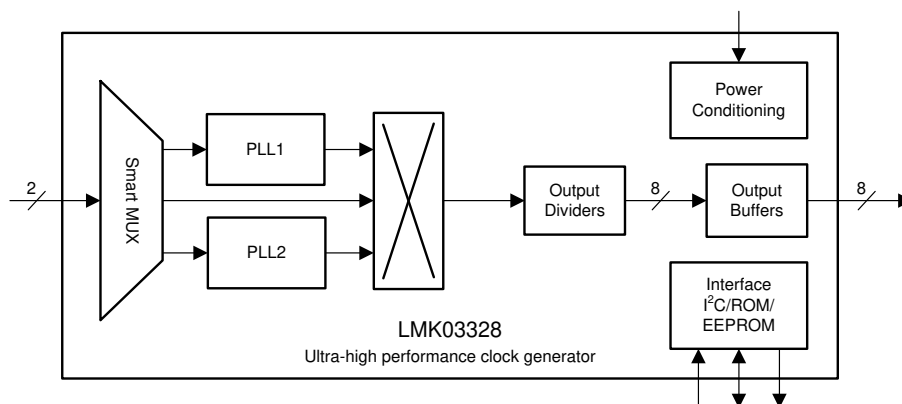 Power
Conditioning
PLL1
Smart MUX
2
Output
Dividers
8
Output
Buffers
8
PLL2
Interface
I²C/ROM/
EEPROM
LMK03328
Ultra-high performance clock generator